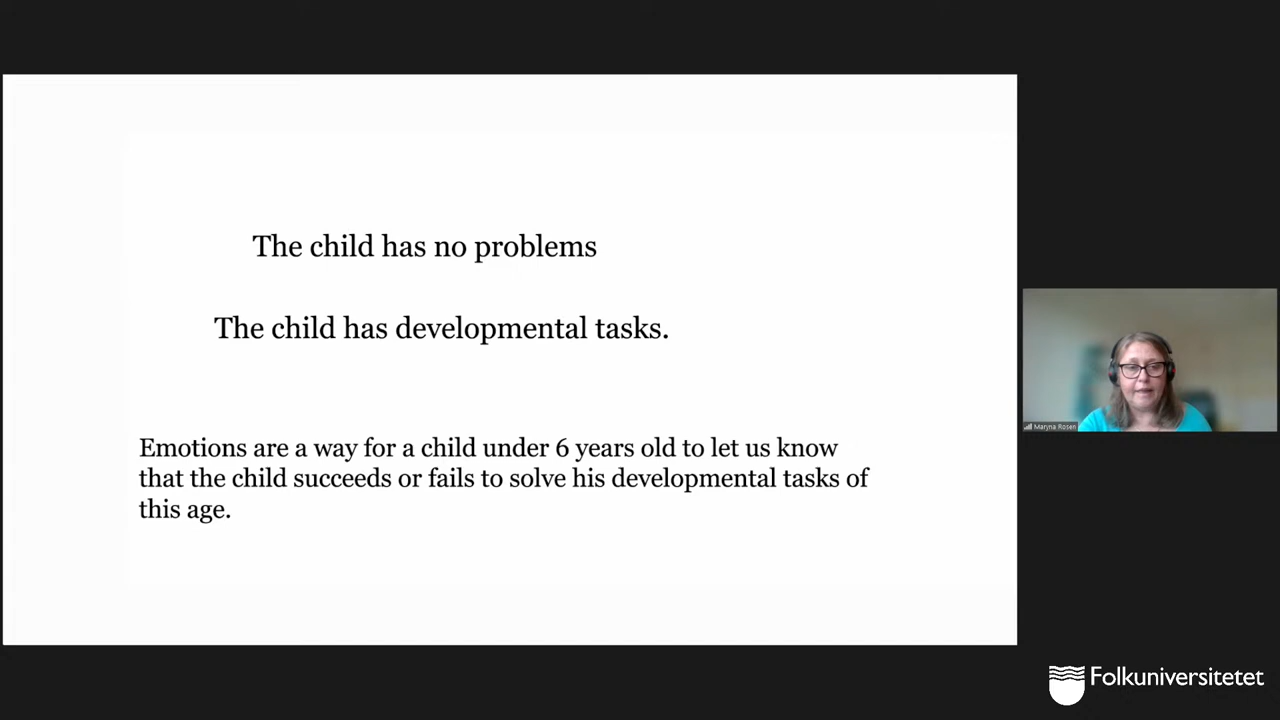 The child has no problems
The child has developmental tasks.
Emotions are a way for a child under 6 years old to let us know
that the child succeeds or fails to solve his developmental tasks of
this age.
Maryna Rosen
Folkuniversitetet